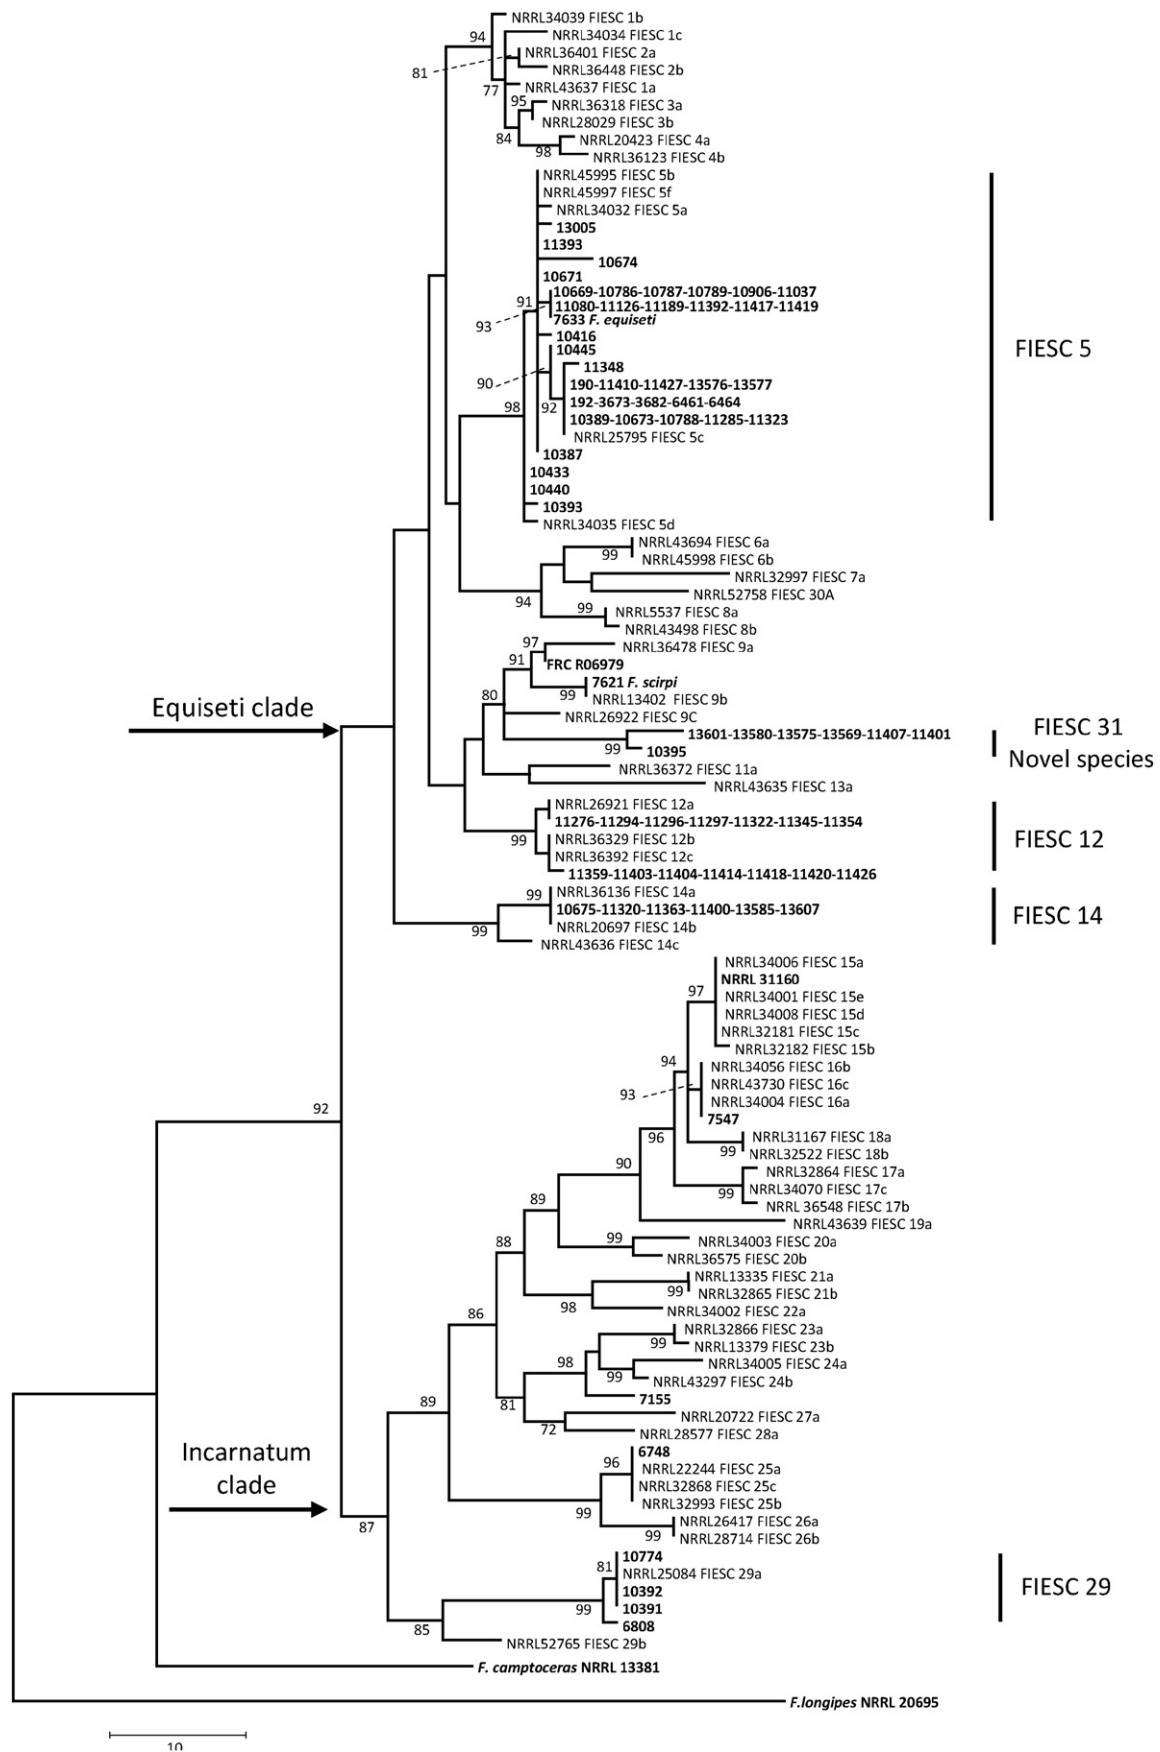 NRRL34039 FIESC 1b
94
NRRL34034 FIESC 1c
NRRL36401 FIESC 2a
81
NRRL36448 FIESC 2b
77
NRRL43637 FIESC 1a
95
NRRL36318 FIESC 3a
NRRL28029 FIESC 3b
84
NRRL20423 FIESC 4a
98
NRRL36123 FIESC 4b
NRRL45995 FIESC 5b
NRRL45997 FIESC 5f
NRRL34032 FIESC 5a
13005
11393
10674
10671
10669-10786-10787-10789-10906-11037
91
11080-11126-11189-11392-11417-11419
93
7633 F. equiseti
10416
10445
FIESC 5
11348
90
190-11410-11427-13576-13577
192-3673-3682-6461-6464
98
92
10389-10673-10788-11285-11323
NRRL25795 FIESC 5c
10387
10433
10440
10393
NRRL34035 FIESC 5d
NRRL43694 FIESC 6a
99
NRRL45998 FIESC 6b
NRRL32997 FIESC 7a
NRRL52758 FIESC 30A
94
99
NRRL5537 FIESC 8a
NRRL43498 FIESC 8b
97
NRRL36478 FIESC 9a
91
FRC R06979
7621 F. scirpi
99
80
NRRL13402 FIESC 9b
Equiseti clade
NRRL26922 FIESC 9C
13601-13580-13575-13569-11407-11401
FIESC 31
Novel species
99
10395
NRRL36372 FIESC 11a
NRRL43635 FIESC 13a
NRRL26921 FIESC 12a
11276-11294-11296-11297-11322-11345-11354
99
NRRL36329 FIESC 12b
FIESC 12
NRRL36392 FIESC 12c
11359-11403-11404-11414-11418-11420-11426
99
NRRL36136 FIESC 14a
10675-11320-11363-11400-13585-13607
FIESC 14
NRRL20697 FIESC 14b
99
NRRL43636 FIESC 14c
NRRL34006 FIESC 15a
NRRL 31160
97
NRRL34001 FIESC 15e
NRRL34008 FIESC 15d
NRRL32181 FIESC 15c
NRRL32182 FIESC 15b
94
NRRL34056 FIESC 16b
93
NRRL43730 FIESC 16c
NRRL34004 FIESC 16a
92
7547
96
NRRL31167 FIESC 18a
99
NRRL32522 FIESC 18b
90
NRRL32864 FIESC 17a
99
NRRL34070 FIESC 17c
89
NRRL 36548 FIESC 17b
NRRL43639 FIESC 19a
88
99
NRRL34003 FIESC 20a
NRRL36575 FIESC 20b
NRRL13335 FIESC 21a
99
NRRL32865 FIESC 21b
98
NRRL34002 FIESC 22a
86
NRRL32866 FIESC 23a
99
NRRL13379 FIESC 23b
98
NRRL34005 FIESC 24a
99
NRRL43297 FIESC 24b
89
81
7155
NRRL20722 FIESC 27a
72
NRRL28577 FIESC 28a
Incarnatum
clade
6748
96
NRRL22244 FIESC 25a
NRRL32868 FIESC 25c
NRRL32993 FIESC 25b
99
NRRL26417 FIESC 26a
87
99
NRRL28714 FIESC 26b
10774
81
NRRL25084 FIESC 29a
FIESC 29
10392
99
10391
85
6808
NRRL52765 FIESC 29b
F. camptoceras NRRL 13381
F.longipes NRRL 20695
10